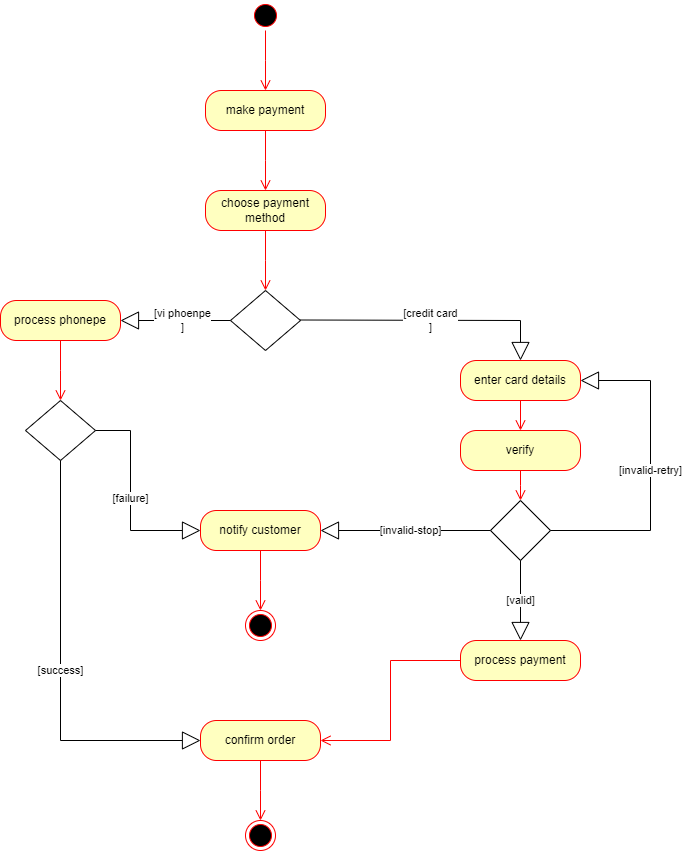 make payment
choose payment
method
[vi phoenpe
]
[credit card
]
process phonepe
enter card details
verify
[invalid-retry]
[failure]
notify customer
[invalid-stop]
[valid]
process payment
[success]
confirm order